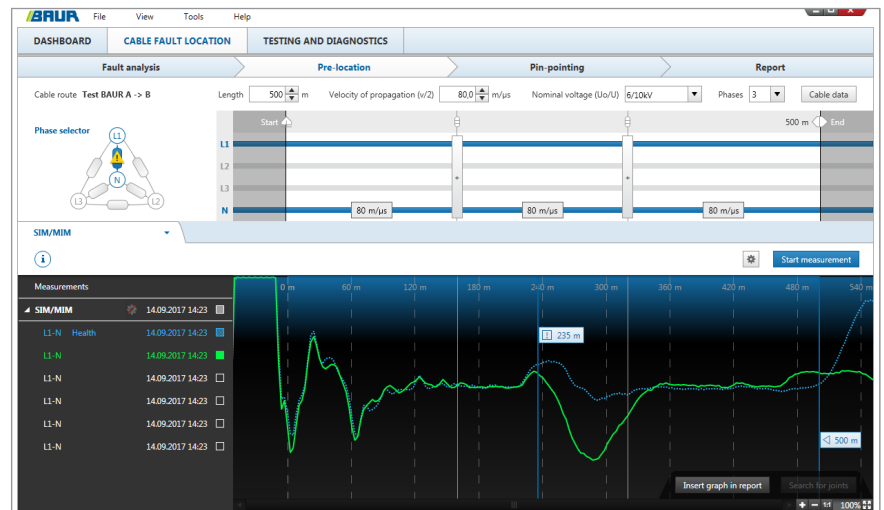 BAUR File View Tools Help
DASHBOARD CABLE FAULT LOCATION TESTING AND DIAGNOSTICS
Fault analysis Pre-location Pin-pointing Report
Cable route Test BAUR A -> B Length 500 m Velocity of propagation (v/2) 80,0 m/µs Nominal voltage (Uo/U) 6/10kV Phases 3 Cable data
Phase selector
L1
N
L3 L2
Start 500 m End
L1
L2
L3
N 80 m/µs 80 m/µs 80 m/µs
SIM/MIM
i Start measurement
Measurements 0 m 60 m 120 m 180 m 240 m 300 m 360 m 420 m 480 m 540 m
SIM/MIM 14.09.2017 14:23
L1-N Health 14.09.2017 14:23
235 m
L1-N 14.09.2017 14:23
L1-N 14.09.2017 14:23
L1-N 14.09.2017 14:23
L1-N 14.09.2017 14:23
L1-N 14.09.2017 14:23
500 m
Insert graph in report Search for joints
+ - 1:1 100%